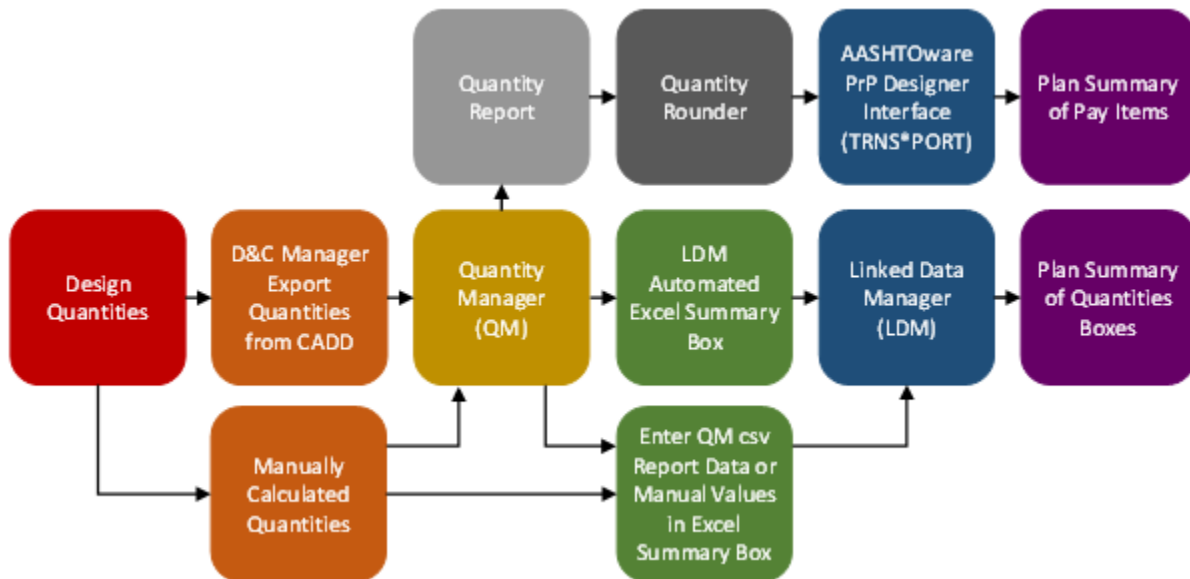 Quantity
Report
Quantity
Rounder
AASHTOware
PrP Designer
Interface
(TRNS*PORT)
Plan Summary
of Pay Items
Design
Quantities
D&C Manager
Export
Quantities
from CADD
Quantity
Manager
(QM)
LDM
Automated
Excel Summary
Box
Linked Data
Manager
(LDM)
Plan Summary
of Quantities
Boxes
Manually
Calculated
Quantities
Enter QM csv
Report Data or
Manual Values
in Excel
Summary Box